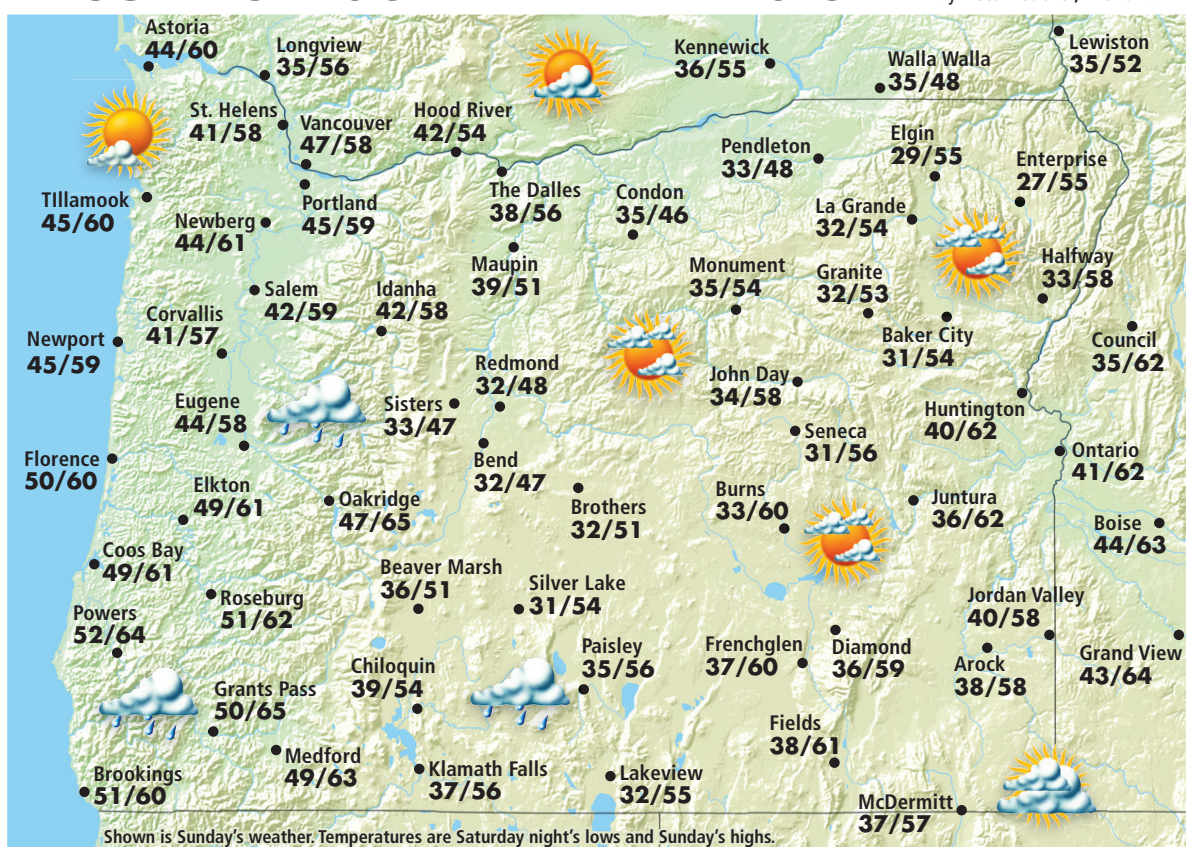 Astoria
44/60
Longview
35/56
Kennewick
36/55
Walla Walla
35/48
Lewiston
35/52
St. Helens
41/58
Vancouver
47/58
Hood River
42/54
Pendleton
33/48
Elgin
29/55
Enterprise
27/55
TIllamook
45/60
Newberg
44/61
Portland
45/59
The Dalles
38/56
Condon
35/46
La Grande
32/54
Maupin
39/51
Monument
35/54
Granite
32/53
Halfway
33/58
Salem
42/59
Idanha
42/58
Corvallis
41/57
Newport
45/59
Baker City
31/54
Council
35/62
Redmond
32/48
Sisters
33/47
John Day
34/58
Eugene
44/58
Huntington
40/62
Seneca
31/56
Ontario
41/62
Florence
50/60
Bend
32/47
Elkton
49/61
Oakridge
47/65
Brothers
32/51
Burns
33/60
Juntura
36/62
Boise
44/63
Coos Bay
49/61
Beaver Marsh
36/51
Silver Lake
31/54
Roseburg
51/62
Jordan Valley
40/58
Powers
52/64
Paisley
35/56
Frenchglen
37/60
Diamond
36/59
Arock
38/58
Grand View
43/64
Chiloquin
39/54
Grants Pass
50/65
Fields
38/61
Medford
49/63
Klamath Falls
37/56
Lakeview
32/55
Brookings
51/60
McDermitt
37/57
Shown is Sunday's weather. Temperatures are Saturday night's lows and Sunday's highs.